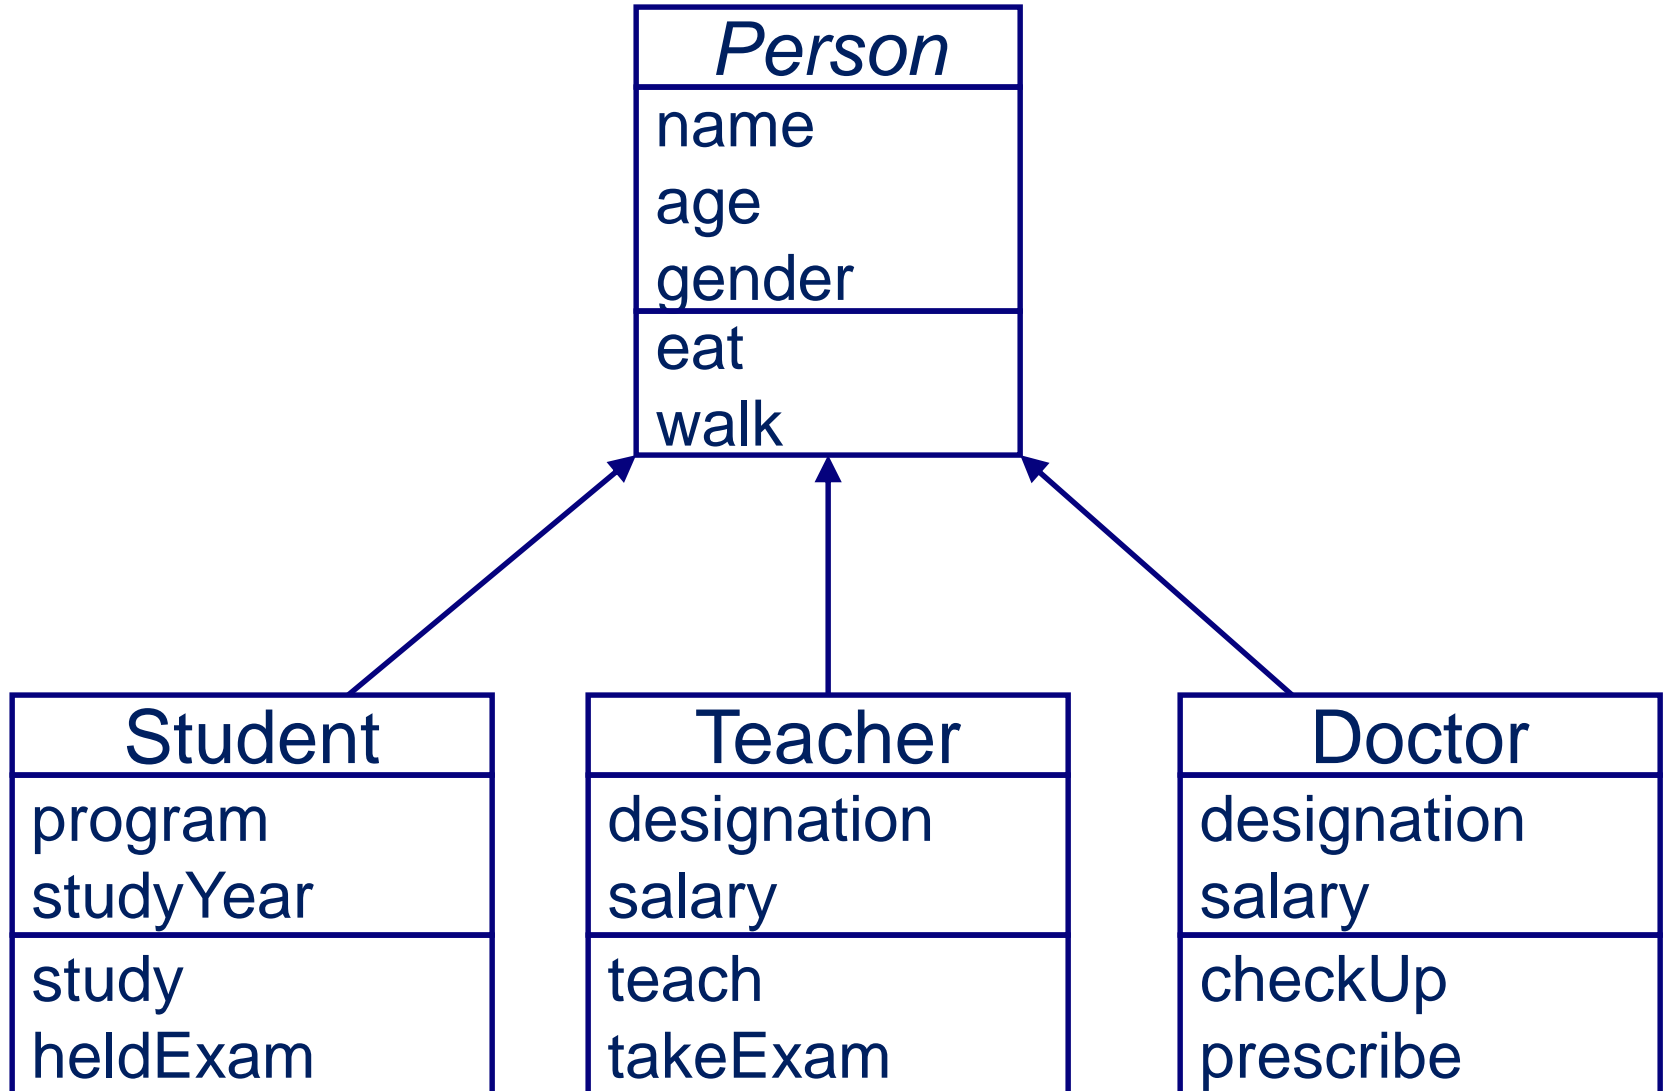 Person
name
age
gender
eat
walk
Student
program
studyYear
study
heldExam
Teacher
designation
salary
teach
takeExam
Doctor
designation
salary
checkUp
prescribe